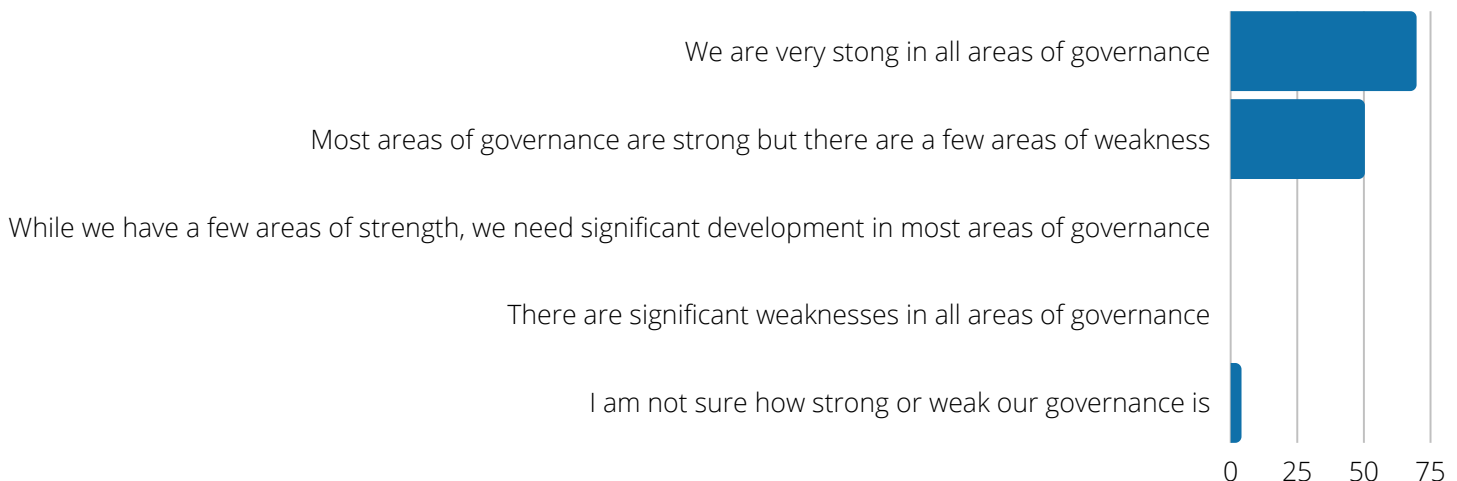 We are very stong in all areas of governance
Most areas of governance are strong but there are a few areas of weakness
While we have a few areas of strength, we need significant development in most areas of governance
There are significant weaknesses in all areas of governance
I am not sure how strong or weak our governance is
0 25 50 75